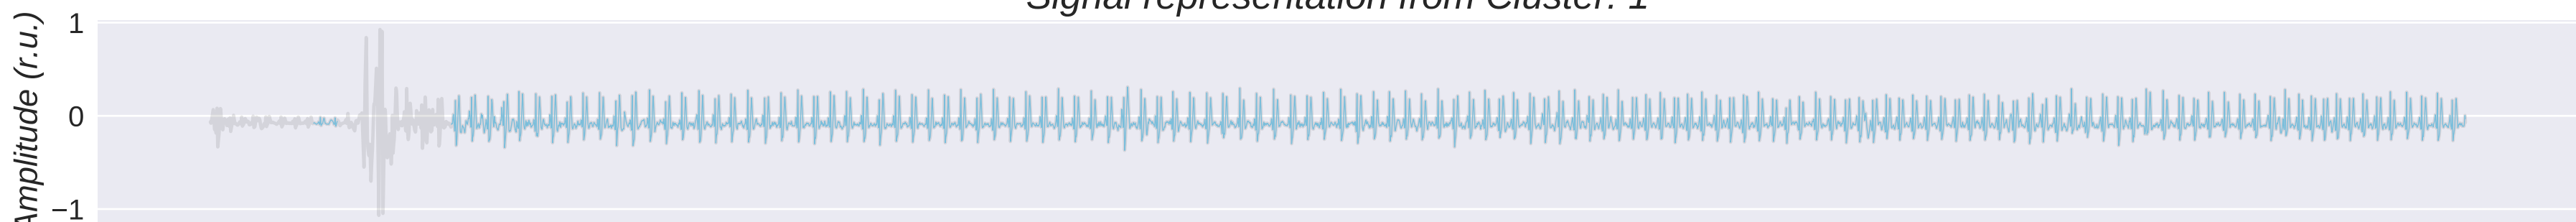 Signal representation from Cluster: 1
Amplitude (r.u.)
1
0
−1